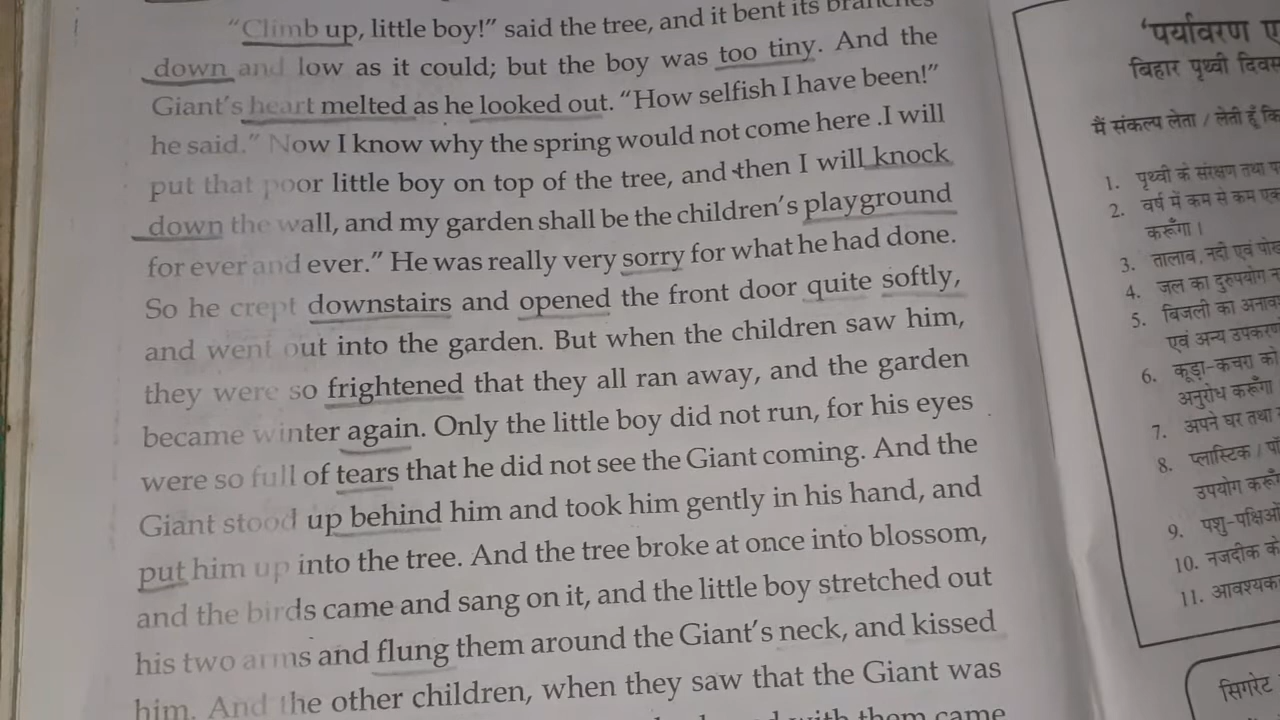 “Climb up, little boy!” said the tree, and it bent its branches
down and low as it could; but the boy was too tiny. And the
Giant’s heart melted as he looked out. “How selfish I have been!”
he said.” Now I know why the spring would not come here .I will
put that poor little boy on top of the tree, and then I will knock
down the wall, and my garden shall be the children’s playground
for ever and ever.” He was really very sorry for what he had done.
So he crept downstairs and opened the front door quite softly,
and went out into the garden. But when the children saw him,
they were so frightened that they all ran away, and the garden
became winter again. Only the little boy did not run, for his eyes
were so full of tears that he did not see the Giant coming. And the
Giant stood up behind him and took him gently in his hand, and
put him up into the tree. And the tree broke at once into blossom,
and the birds came and sang on it, and the little boy stretched out
his two arms and flung them around the Giant’s neck, and kissed
him. And the other children, when they saw that the Giant was
with them came
‘पर्यावरण ए
बिहार पृथ्वी दिवस
मैं संकल्प लेता / लेती हूँ कि
1. पृथ्वी के संरक्षण तथा
2. वर्ष में कम से कम एक
करूँगा।
3. तालाब, नदी एवं
4. जल का दुरुपयोग
5. बिजली का
एवं अन्य उपकरण
6. कूड़ा-कचरा को
अनुरोध करूँगा
7. अपने घर तथा
8. प्लास्टिक /
उपयोग
9. पशु-पक्षिओं
10. नजदीक के
11. आवश्यक
सिगरेट